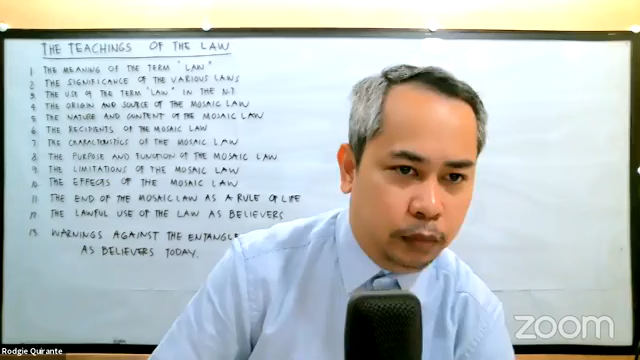 THE TEACHINGS OF THE LAW
1. THE MEANING OF THE TERM "LAW"
2. THE SIGNIFICANCE OF THE VARIOUS LAWS
3. THE USE OF THE TERM "LAW" IN THE N.T
4. THE ORIGIN AND SOURCE OF THE MOSAIC LAW
5. THE NATURE AND CONTENT OF THE MOSAIC LAW
6. THE RECIPIENTS OF THE MOSAIC LAW
7. THE CHARACTERISTICS OF THE MOSAIC LAW
8. THE PURPOSE AND FUNCTION OF THE MOSAIC LAW
9. THE LIMITATIONS OF THE MOSAIC LAW
10. THE EFFECTS OF THE MOSAIC LAW
11. THE END OF THE MOSAIC LAW AS A RULE OF LIFE
12. THE LAWFUL USE OF THE LAW AS BELIEVERS
13. WARNINGS AGAINST THE ENTANGLE
AS BELIEVERS TODAY.
Rodgie Quirante
zoom